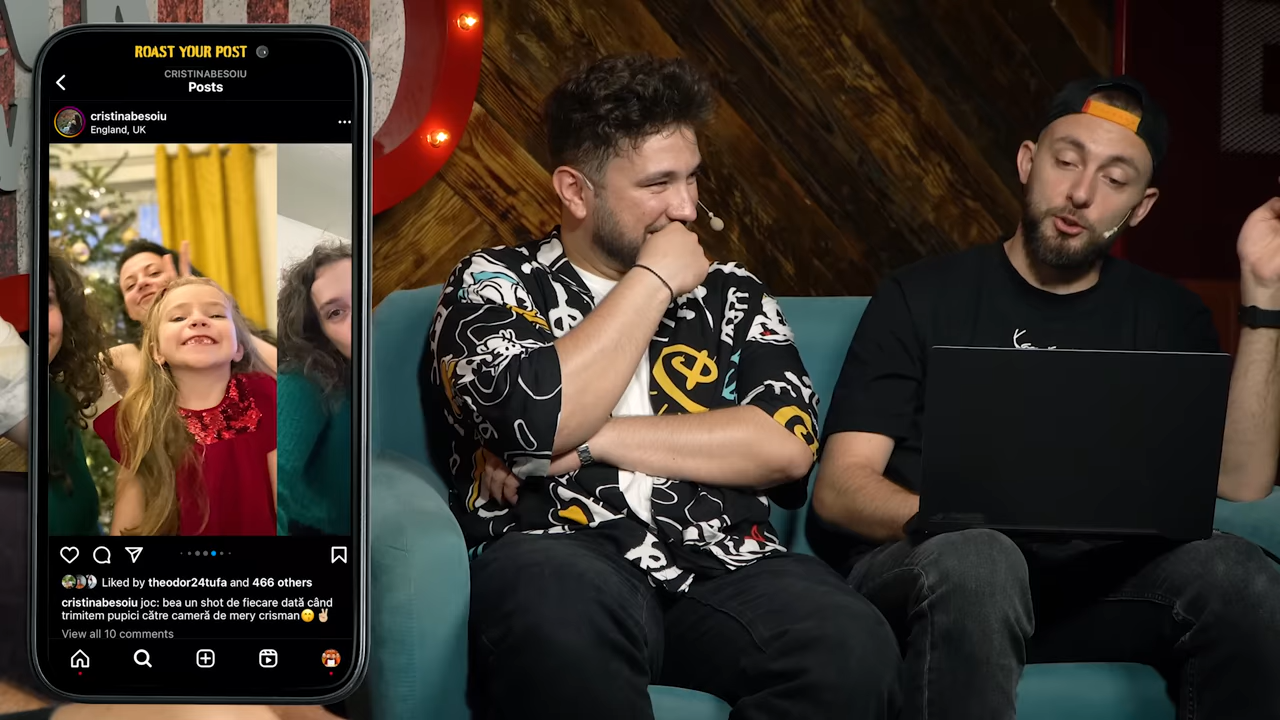 ROAST YOUR POST
CRISTINABESOIU
Posts
cristinabesoiu
England, UK
Liked by theodor24tufa and 466 others
cristinabesoiu joc: bea un shot de fiecare dată când
trimitem pupici către cameră de mery crisman🤫✌🏻
View all 10 comments